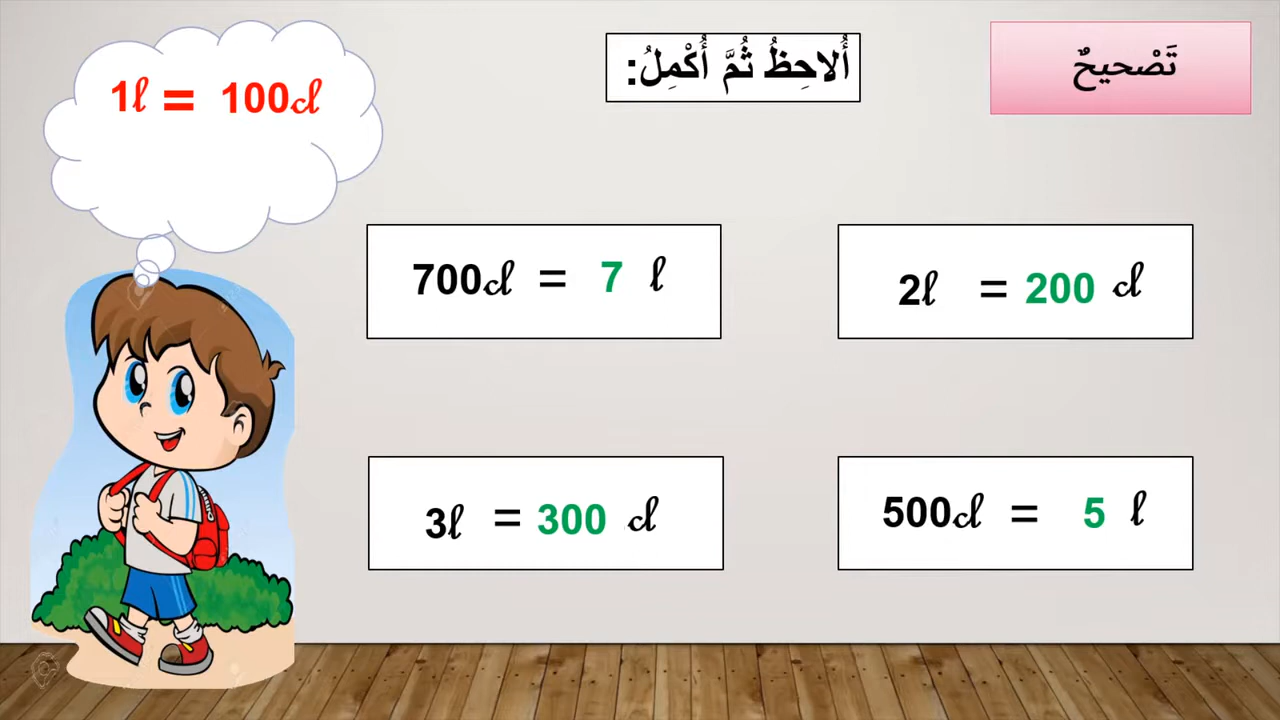 تَصْحيحٌ
أُلاحِظُ ثُمَّ أُكْمِلُ:
1l = 100cl
2l = 200 cl
700cl = 7 l
500cl = 5 l
3l = 300 cl